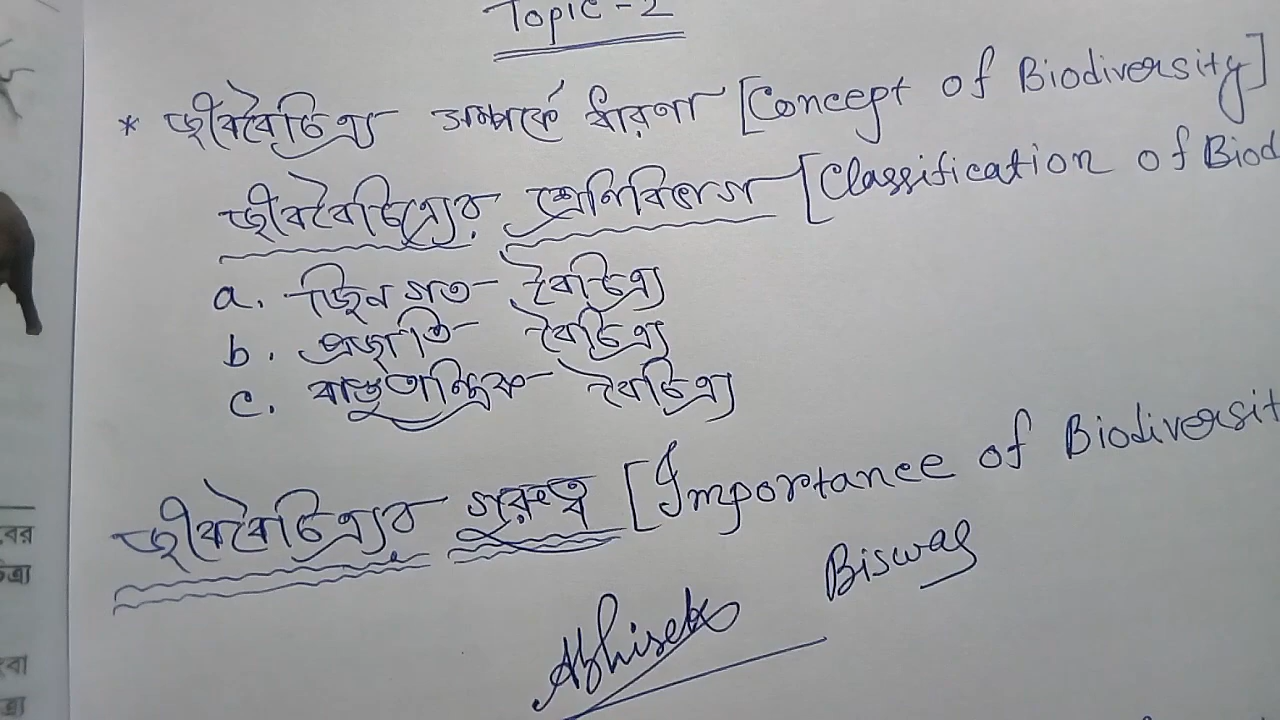 Topic - 2
* জীববৈচিত্র্য সম্পর্কে ধারণা [Concept of Biodiversity]
জীববৈচিত্র্যের শ্রেণিবিভাগ [Classification of Biod
a. জিনগত - বৈচিত্র্য
b. প্রজাতি - বৈচিত্র্য
c. বাস্তুতান্ত্রিক - বৈচিত্র্য
জীববৈচিত্র্যের গুরুত্ব [Importance of Biodiversit
Abhisek Biswas